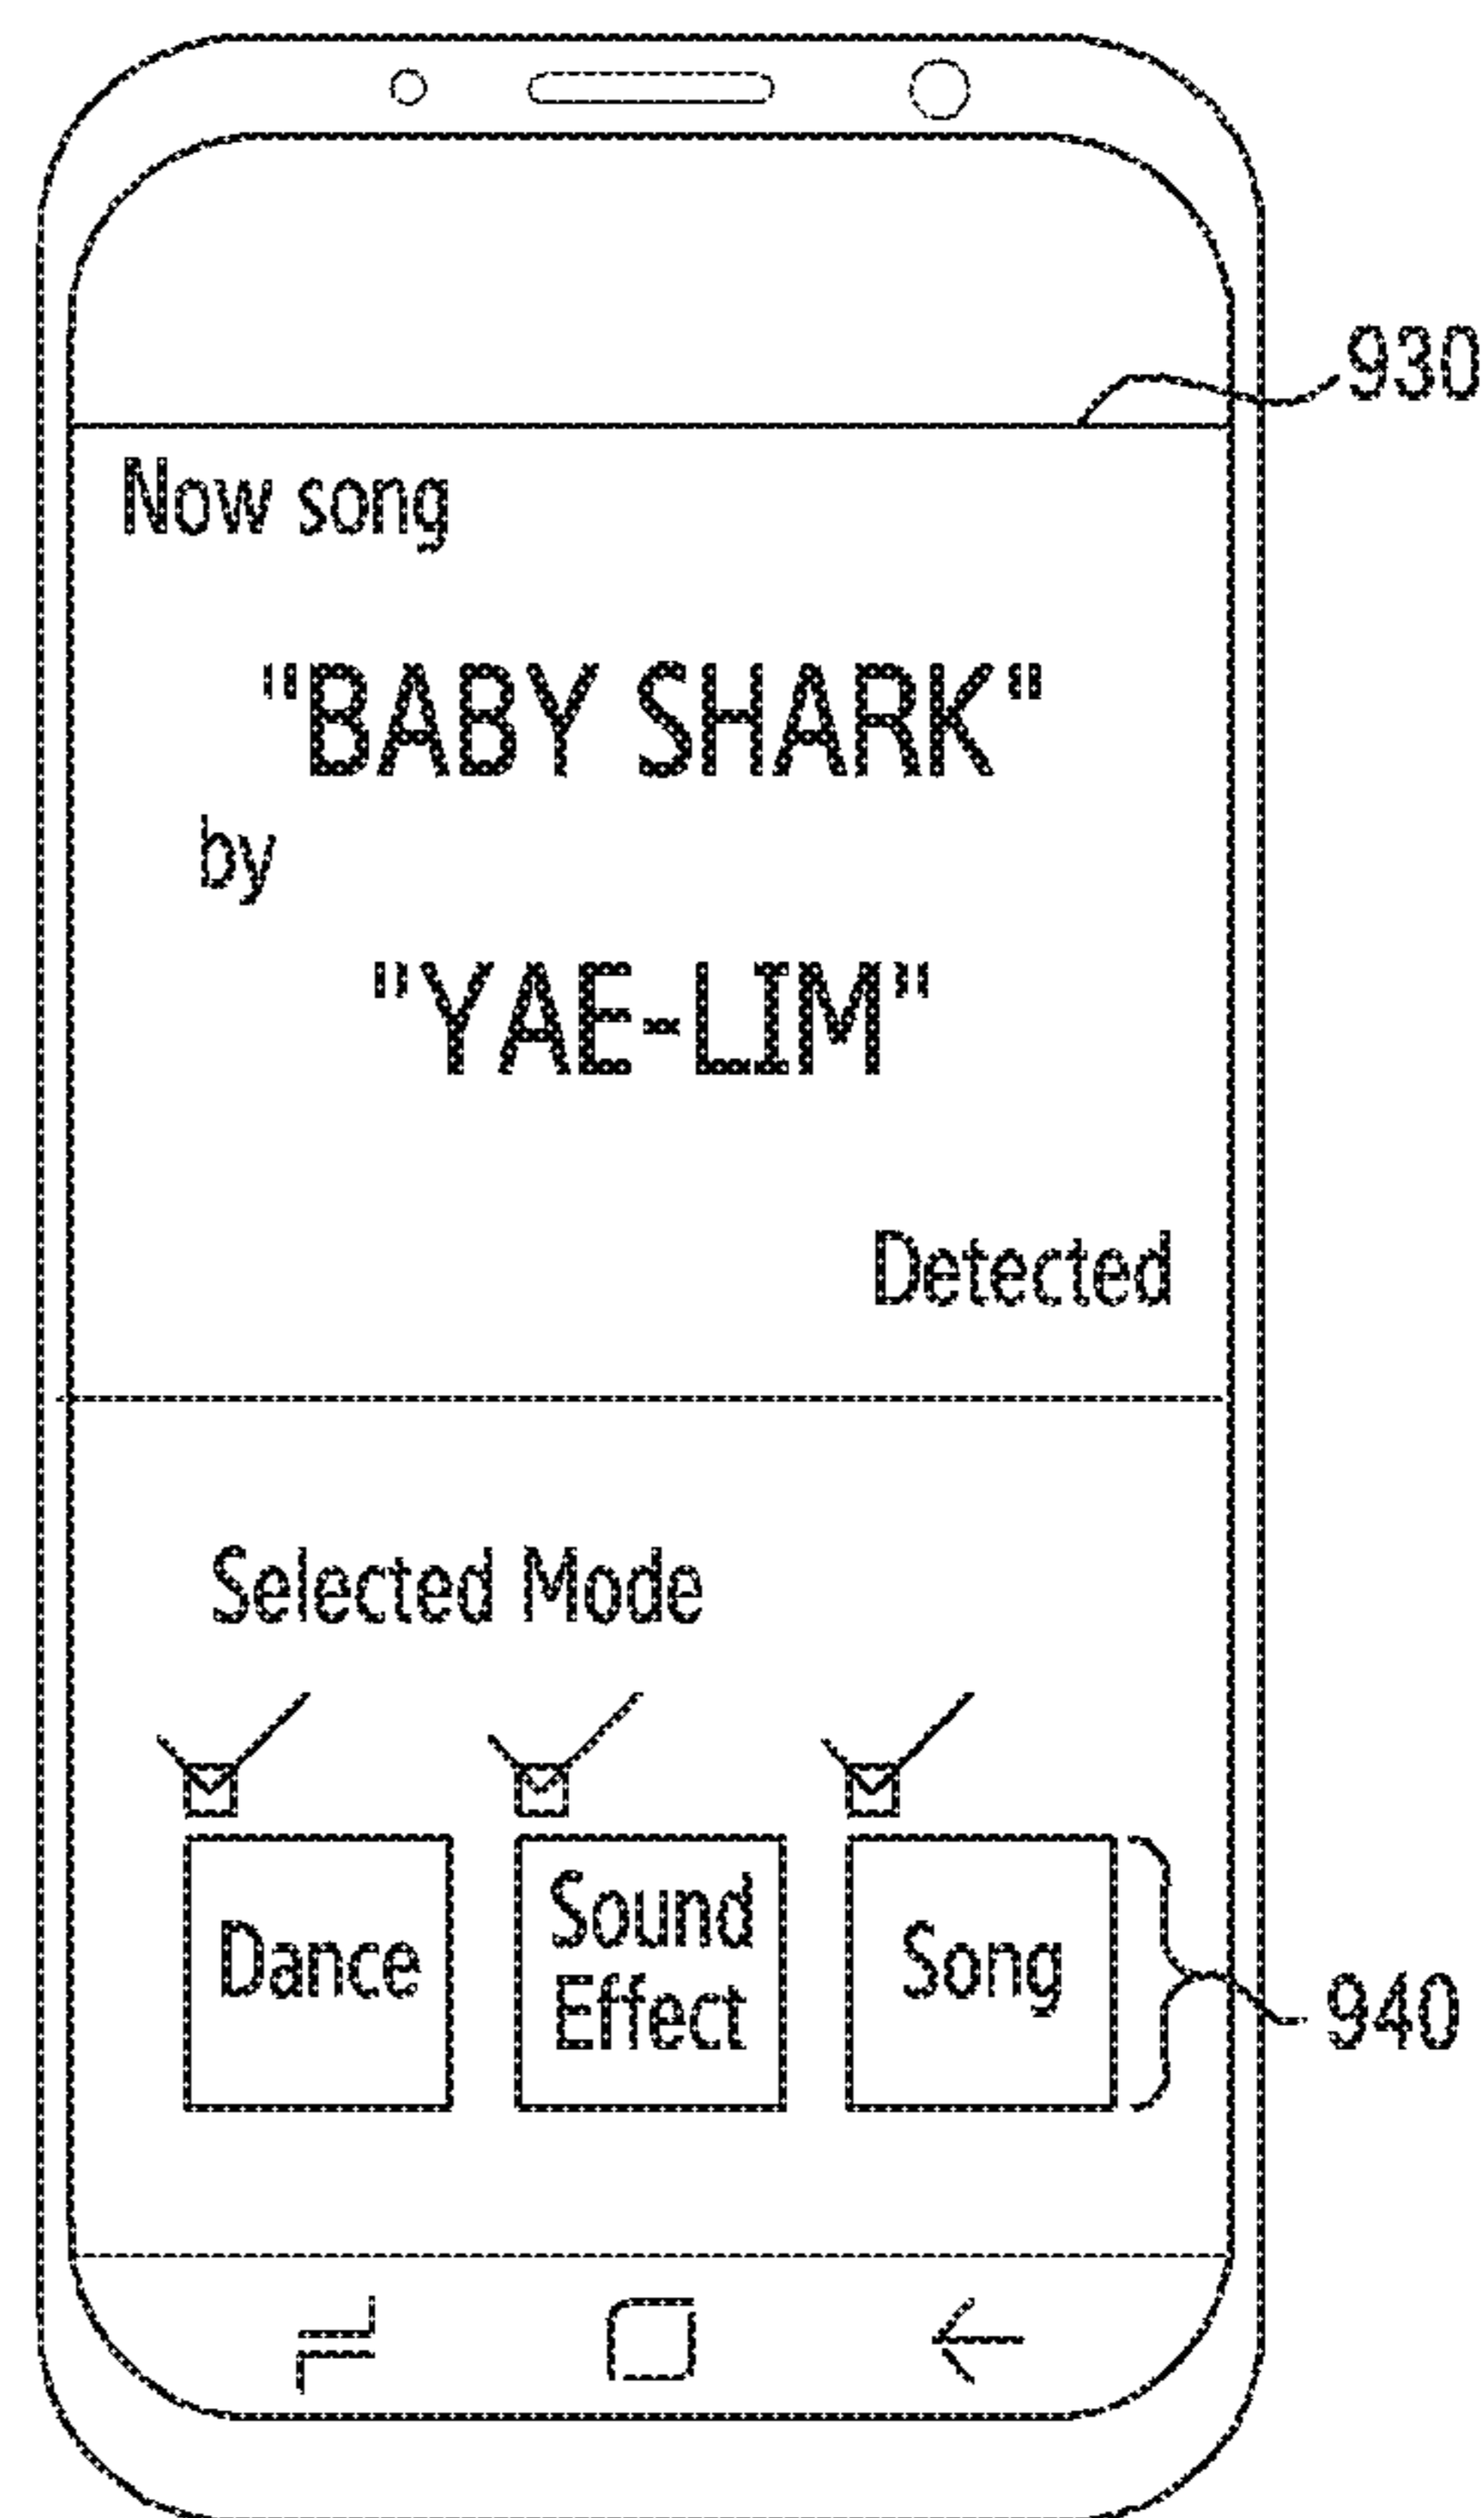 930
Now song
"BABY SHARK"
by
"YAE-LIM"
Detected
Selected Mode
Dance
Sound
Effect
Song
940